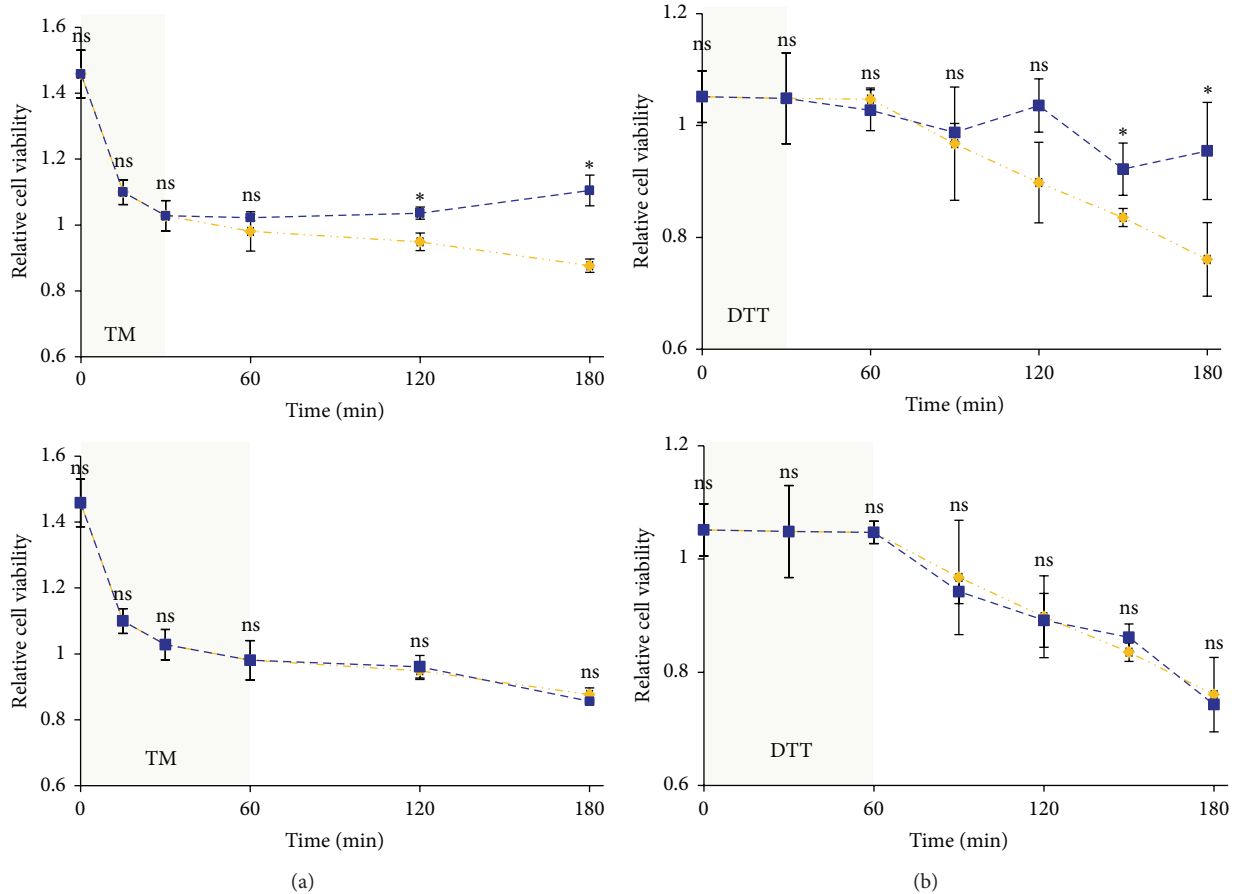 Relative cell viability
1.6
1.4
1.2
1
0.8
0.6
ns
ns
ns
ns
*
*
TM
0
60
120
180
Time (min)
Relative cell viability
1.2
1
0.8
0.6
ns
ns
ns
ns
ns
*
*
DTT
0
60
120
180
Time (min)
Relative cell viability
1.6
1.4
1.2
1
0.8
0.6
ns
ns
ns
ns
ns
ns
TM
0
60
120
180
Time (min)
(a)
Relative cell viability
1.2
1
0.8
0.6
ns
ns
ns
ns
ns
ns
ns
DTT
0
60
120
180
Time (min)
(b)